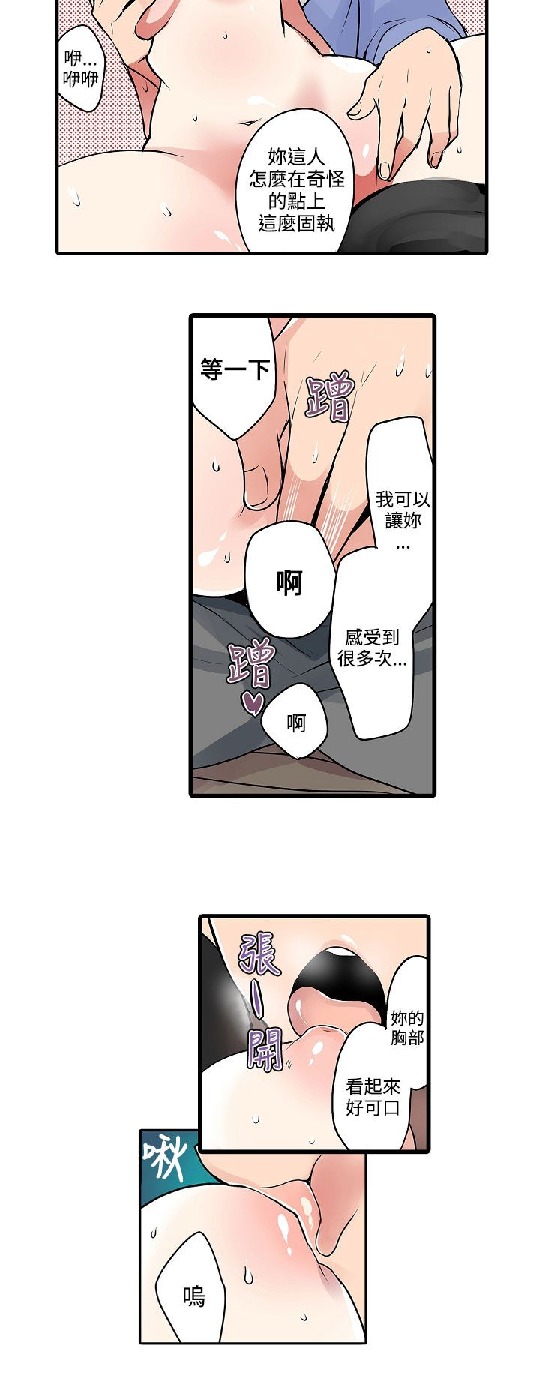 咿...
咿咿
妳這人
怎麼在奇怪
的點上
這麼固執
等一下
蹭
我可以
讓妳
...
啊
感受到
很多次...
蹭
啊
張ー開
妳的
胸部
看起來
好可口
啾
嗚